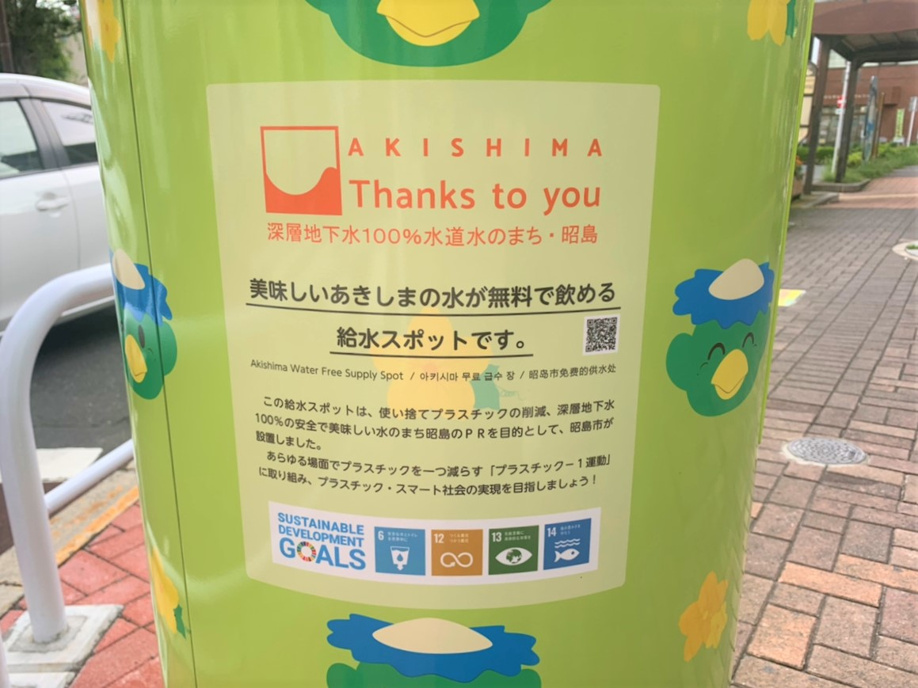 AKISHIMA
Thanks to you
深層地下水100%水道水のまち・昭島
美味しいあきしまの水が無料で飲める
給水スポットです。
Akishima Water Free Supply Spot / 아키시마 무료 급수 장 / 昭岛市免费的供水处
この給水スポットは、使い捨てプラスチックの削減、深層地下水
100%の安全で美味しい水のまち昭島のPRを目的として、昭島市が
設置しました。
あらゆる場面でプラスチックを一つ減らす「プラスチック−1運動」
に取り組み、プラスチック・スマート社会の実現を目指しましょう！
SUSTAINABLE
DEVELOPMENT
GOALS
6
12
13
14